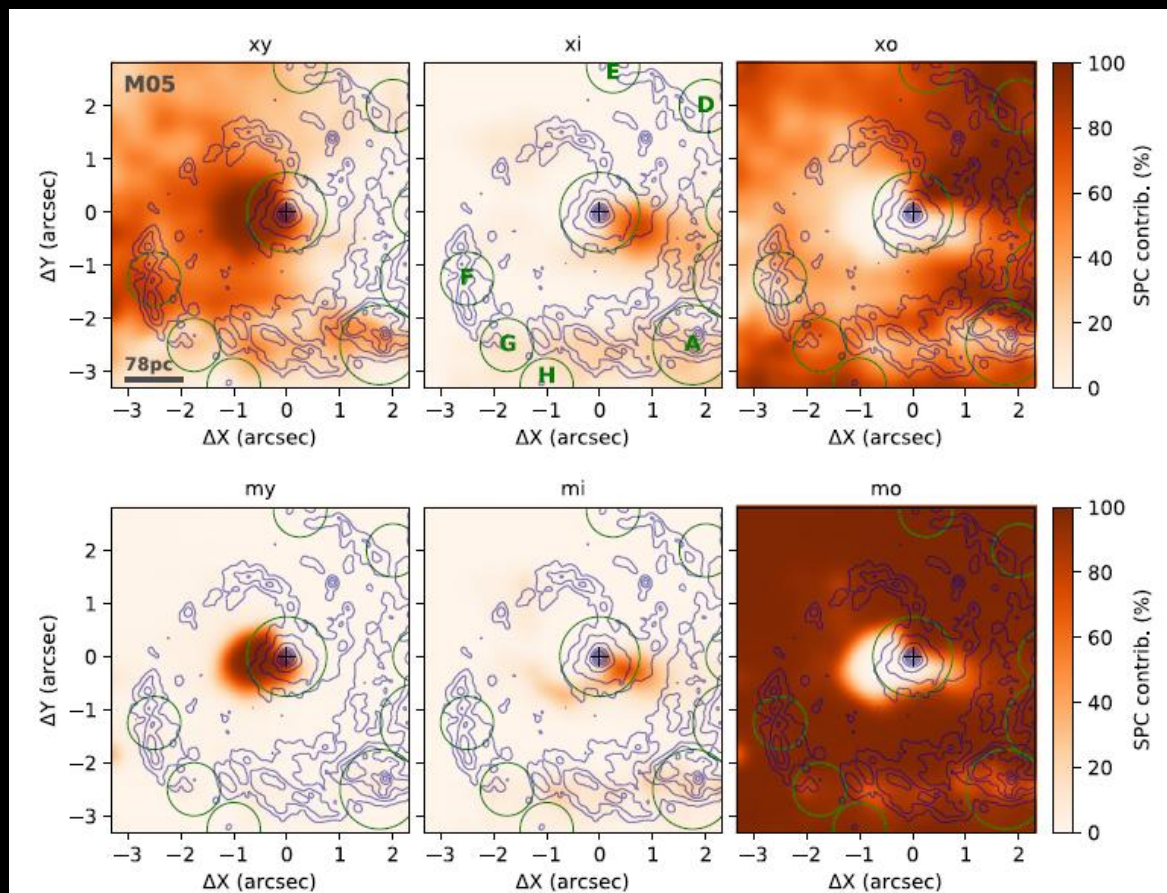 xy
xi
xo
M05
E
D
100
80
60
40
20
0
SPC contrib. (%)
2
1
0
−1
−2
−3
ΔY (arcsec)
F
G
A
H
78pc
−3 −2 −1 0 1 2
−3 −2 −1 0 1 2
−3 −2 −1 0 1 2
ΔX (arcsec)
ΔX (arcsec)
ΔX (arcsec)
my
mi
mo
100
80
60
40
20
0
SPC contrib. (%)
2
1
0
−1
−2
−3
ΔY (arcsec)
−3 −2 −1 0 1 2
−3 −2 −1 0 1 2
−3 −2 −1 0 1 2
ΔX (arcsec)
ΔX (arcsec)
ΔX (arcsec)